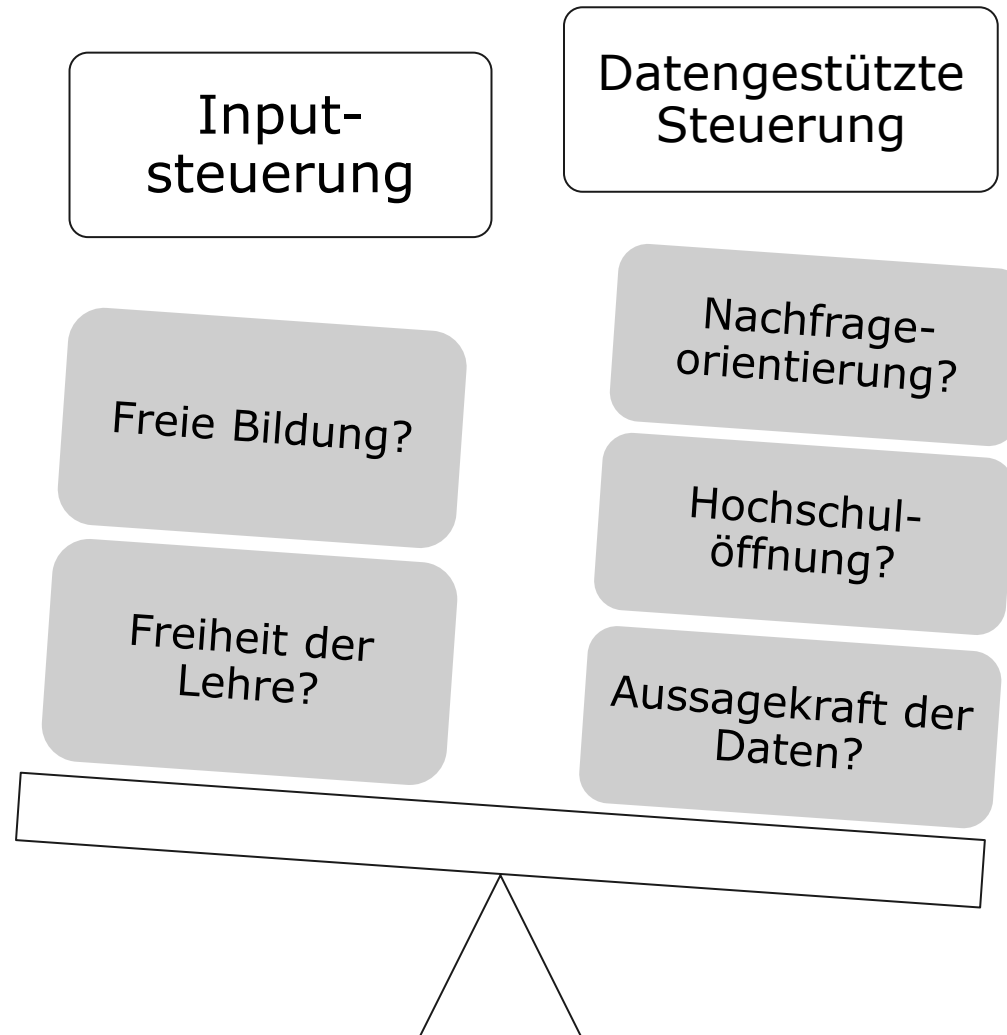 Input-
steuerung
Freie Bildung?
Freiheit der
Lehre?
Datengestützte
Steuerung
Nachfrage-
orientierung?
Hochschul-
öffnung?
Aussagekraft der
Daten?